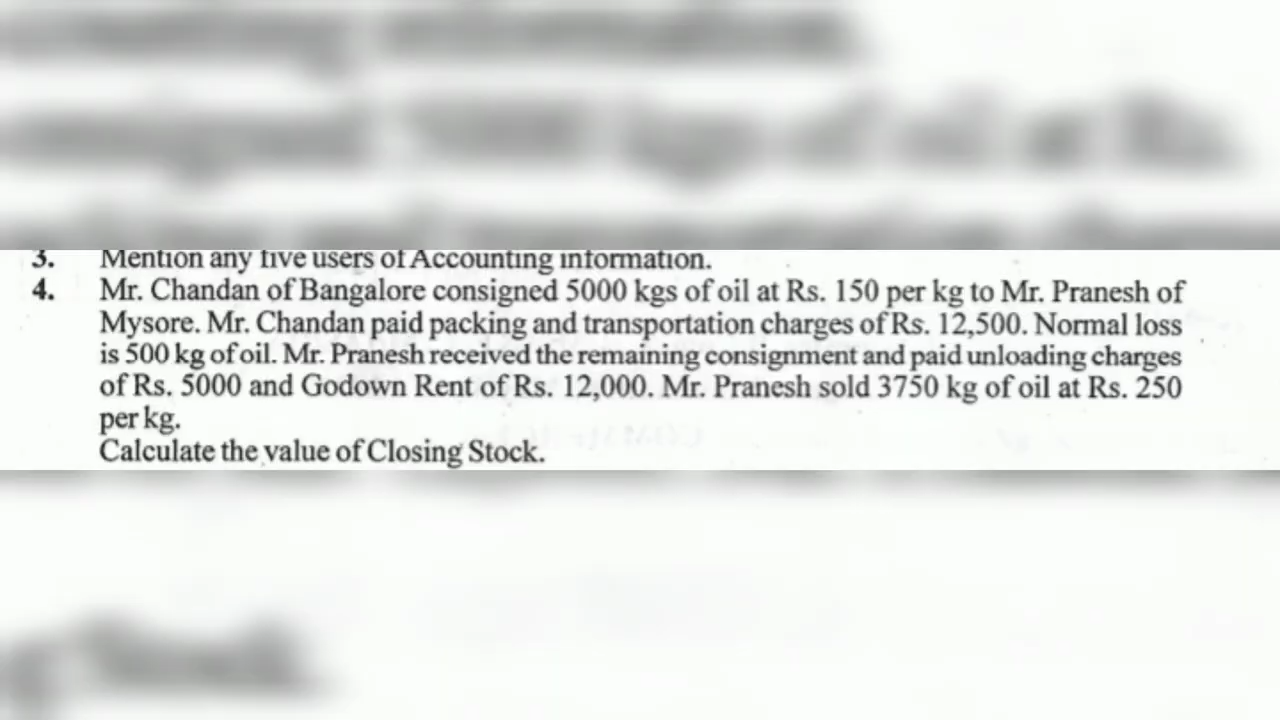 3. Mention any five users of Accounting information.
4. Mr. Chandan of Bangalore consigned 5000 kgs of oil at Rs. 150 per kg to Mr. Pranesh of
Mysore. Mr. Chandan paid packing and transportation charges of Rs. 12,500. Normal loss
is 500 kg of oil. Mr. Pranesh received the remaining consignment and paid unloading charges
of Rs. 5000 and Godown Rent of Rs. 12,000. Mr. Pranesh sold 3750 kg of oil at Rs. 250
per kg.
Calculate the value of Closing Stock.